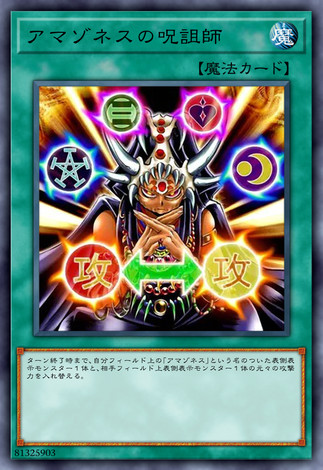 アマゾネスの呪詛師
魔
【魔法カード】
攻 攻
ターン終了時まで、自分フィールド上の「アマゾネス」という名のついた表側表
示モンスター１体と、相手フィールド上表側表示モンスター１体の元々の攻撃
力を入れ替える。
81325903